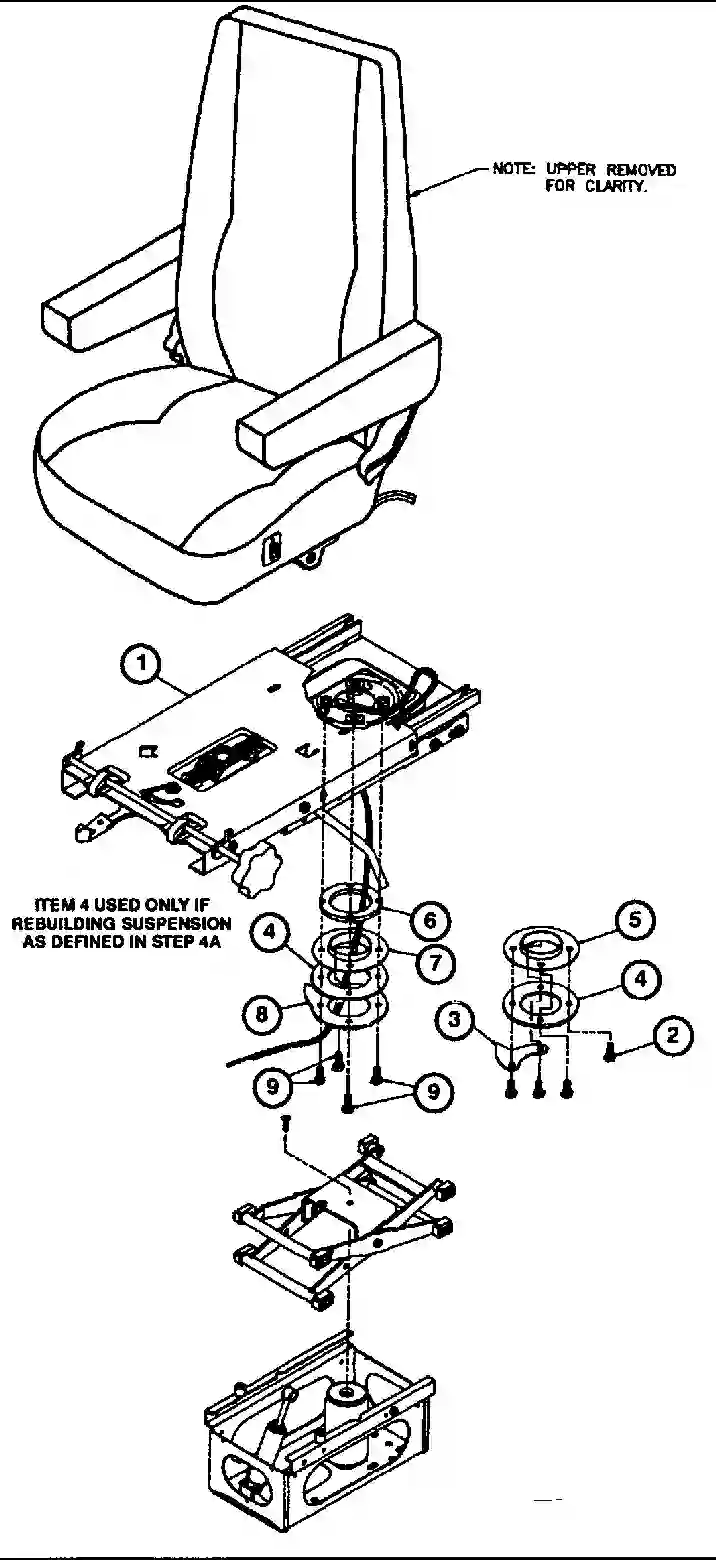 NOTE: UPPER REMOVED
FOR CLARITY.
1
ITEM 4 USED ONLY IF
REBUILDING SUSPENSION
AS DEFINED IN STEP 4A
6
5
4
7
4
8
3
2
9
9